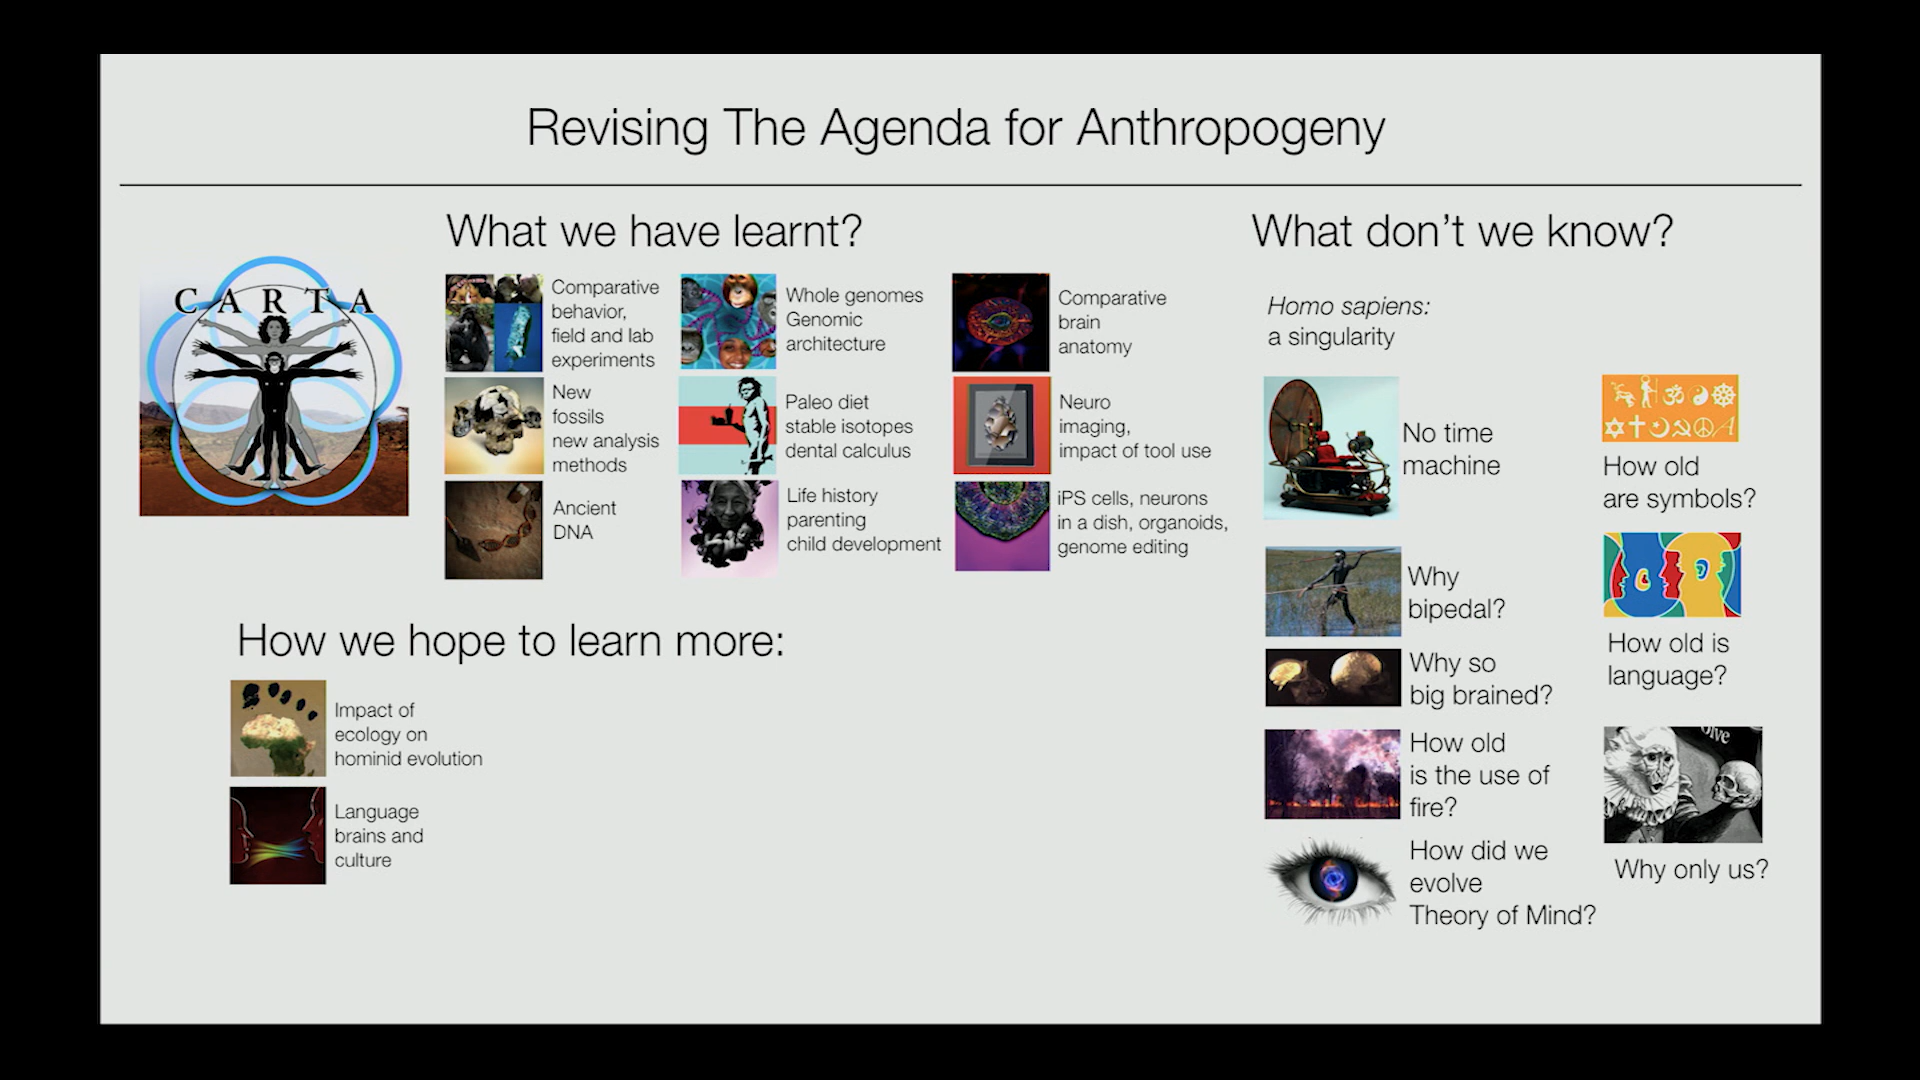 Revising The Agenda for Anthropogeny
CARTA
What we have learnt?
Comparative
behavior,
field and lab
experiments
Whole genomes
Genomic
architecture
Comparative
brain
anatomy
New
fossils
new analysis
methods
Paleo diet
stable isotopes
dental calculus
Neuro
imaging,
impact of tool use
Ancient
DNA
Life history
parenting
child development
iPS cells, neurons
in a dish, organoids,
genome editing
How we hope to learn more:
Impact of
ecology on
hominid evolution
Language
brains and
culture
What don't we know?
Homo sapiens:
a singularity
No time
machine
Why
bipedal?
Why so
big brained?
How old
is the use of
fire?
How did we
evolve
Theory of Mind?
How old
are symbols?
How old is
language?
Why only us?